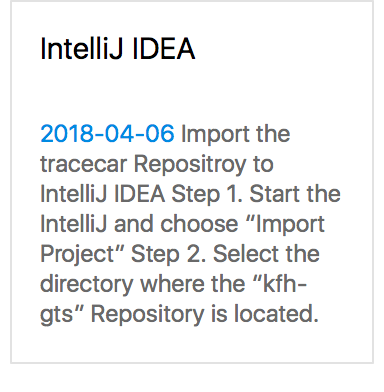 IntelliJ IDEA
2018-04-06 Import the
tracecar Repositroy to
IntelliJ IDEA Step 1. Start the
IntelliJ and choose “Import
Project” Step 2. Select the
directory where the “kfh-
gts” Repository is located.